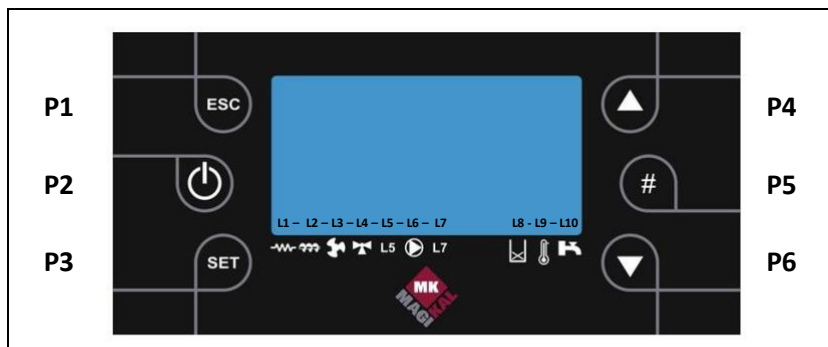 P1 ESC P4
P2 # P5
L1 – L2 – L3 – L4 – L5 – L6 – L7 L8 - L9 – L10
L5 L7
P3 SET P6
MK
MAGIKAL